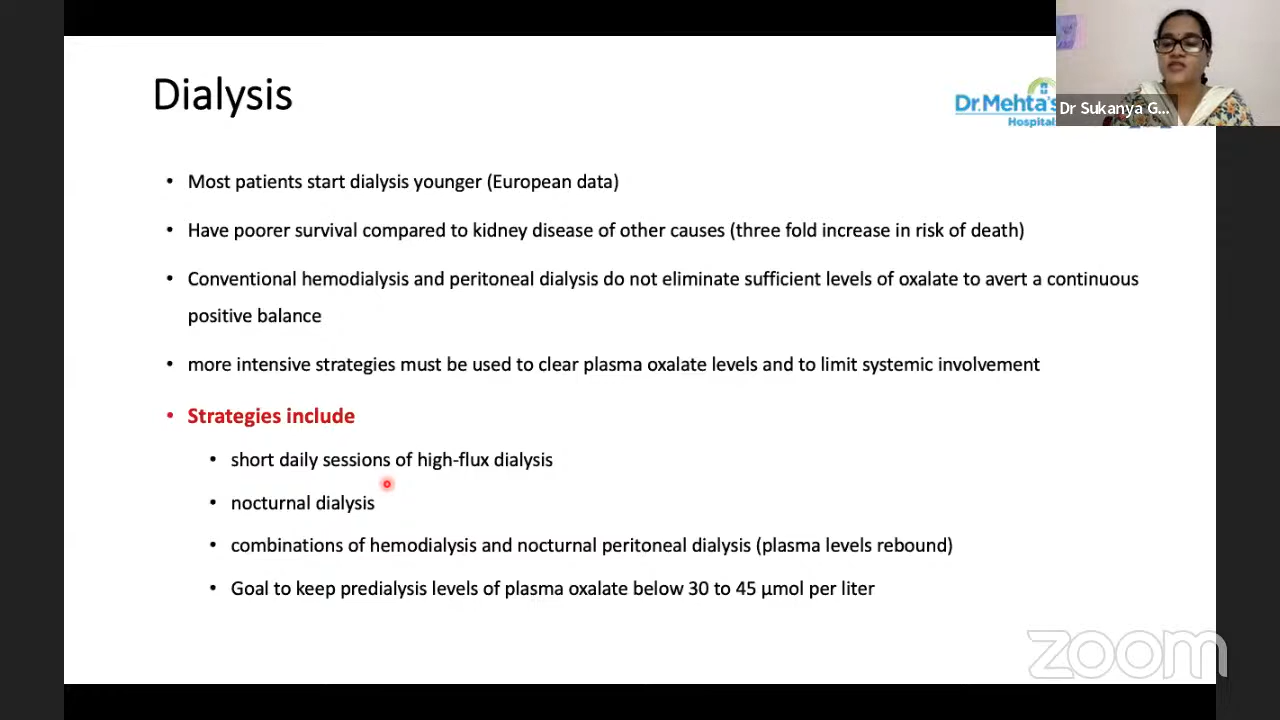 Dialysis
Dr.Mehta's
Hospitals
Dr Sukanya G...
• Most patients start dialysis younger (European data)
• Have poorer survival compared to kidney disease of other causes (three fold increase in risk of death)
• Conventional hemodialysis and peritoneal dialysis do not eliminate sufficient levels of oxalate to avert a continuous
positive balance
• more intensive strategies must be used to clear plasma oxalate levels and to limit systemic involvement
• Strategies include
• short daily sessions of high-flux dialysis
• nocturnal dialysis
• combinations of hemodialysis and nocturnal peritoneal dialysis (plasma levels rebound)
• Goal to keep predialysis levels of plasma oxalate below 30 to 45 μmol per liter
zoom